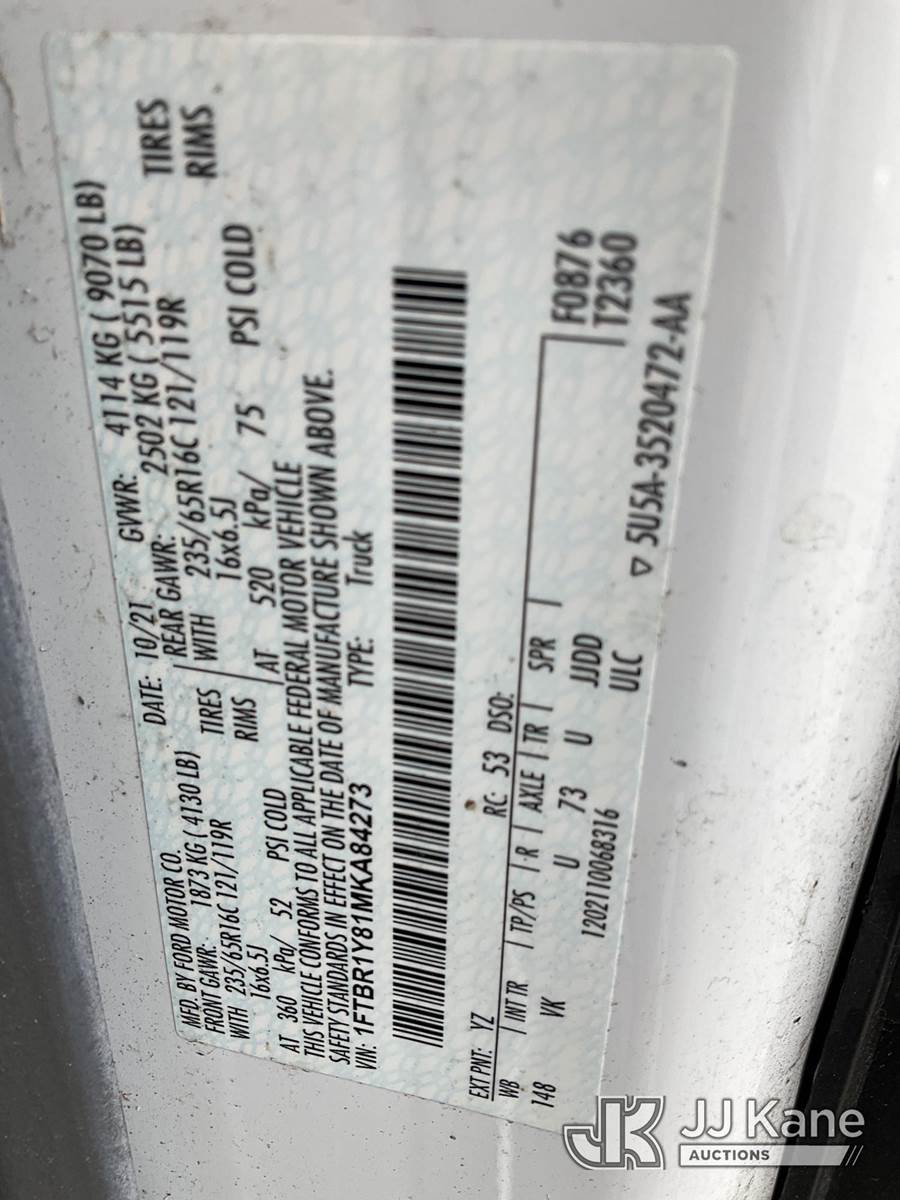 MFD. BY FORD MOTOR CO. DATE: 10/21 GVWR: 4114 KG ( 9070 LB)
FRONT GAWR: 1873 KG ( 4130 LB) REAR GAWR: 2502 KG ( 5515 LB)
WITH 235/65R16C 121/119R TIRES WITH 235/65R16C 121/119R TIRES
16x6.5J RIMS 16x6.5J RIMS
AT 360 kPa/ 52 PSI COLD AT 520 kPa/ 75 PSI COLD
THIS VEHICLE CONFORMS TO ALL APPLICABLE FEDERAL MOTOR VEHICLE
SAFETY STANDARDS IN EFFECT ON THE DATE OF MANUFACTURE SHOWN ABOVE.
VIN: 1FTBR1Y81MKA84273 TYPE: Truck
EXT PNT: YZ RC: 53 DSO: F0876
WB INT TR TP/PS R AXLE TR SPR T2360
148 VK U 73 U JJDD
1202110068316 ULC ▽ 5U5A-3520472-AA
JK JJ Kane
AUCTIONS